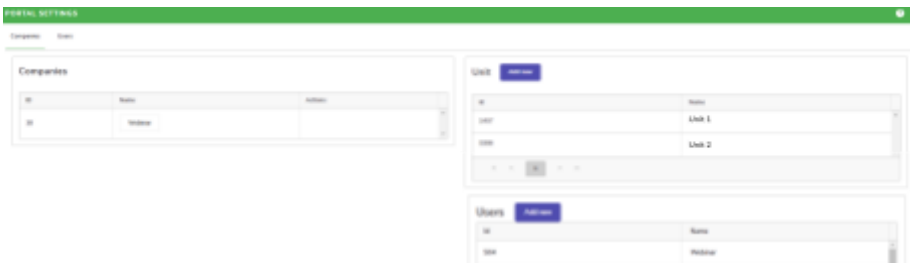 PORTAL SETTINGS
Companies Users
Companies
ID Name Actions
Webinar
Unit Add new
Id Name
Unit 1
Unit 2
Users Add new
Id Name
Webinar